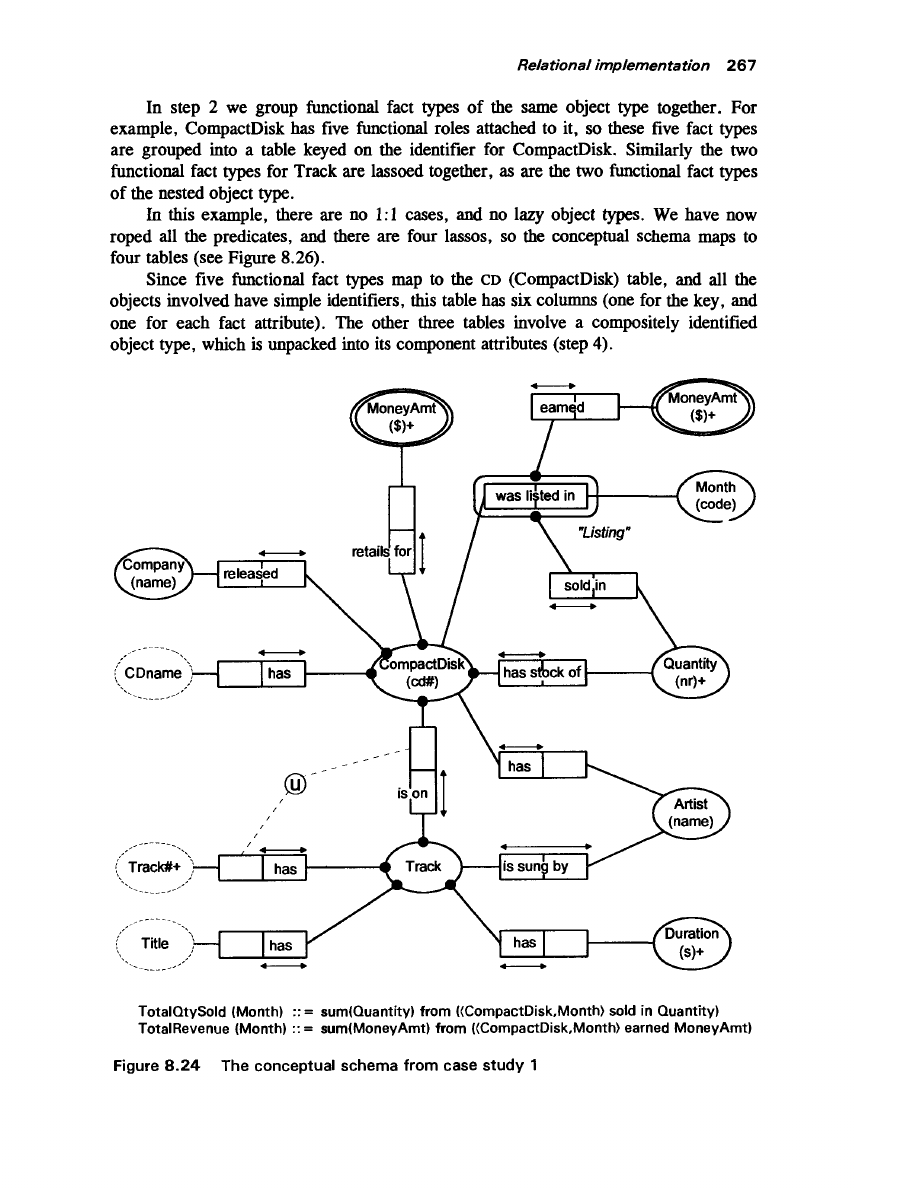 Relational implementation 267
In step 2 we group functional fact types of the same object type together. For
example, CompactDisk has five functional roles attached to it, so these five fact types
are grouped into a table keyed on the identifier for CompactDisk. Similarly the two
functional fact types for Track are lassoed together, as are the two functional fact types
of the nested object type.
In this example, there are no 1:1 cases, and no lazy object types. We have now
roped all the predicates, and there are four lassos, so the conceptual schema maps to
four tables (see Figure 8.26).
Since five functional fact types map to the CD (CompactDisk) table, and all the
objects involved have simple identifiers, this table has six columns (one for the key, and
one for each fact attribute). The other three tables involve a compositely identified
object type, which is unpacked into its component attributes (step 4).
MoneyAmt
($)+
earned
MoneyAmt
($)+
was listed in
Month
(code)
"Listing"
retails for
Company
(name)
released
sold in
CDname
has
CompactDisk
(cd#)
has stock of
Quantity
(nr)+
has
U
is on
Artist
(name)
Track#+
has
Track
is sung by
Title
has
has
Duration
(s)+
TotalQtySold (Month) ::= sum(Quantity) from ((CompactDisk,Month) sold in Quantity)
TotalRevenue (Month) ::= sum(MoneyAmt) from ((CompactDisk,Month) earned MoneyAmt)
Figure 8.24 The conceptual schema from case study 1